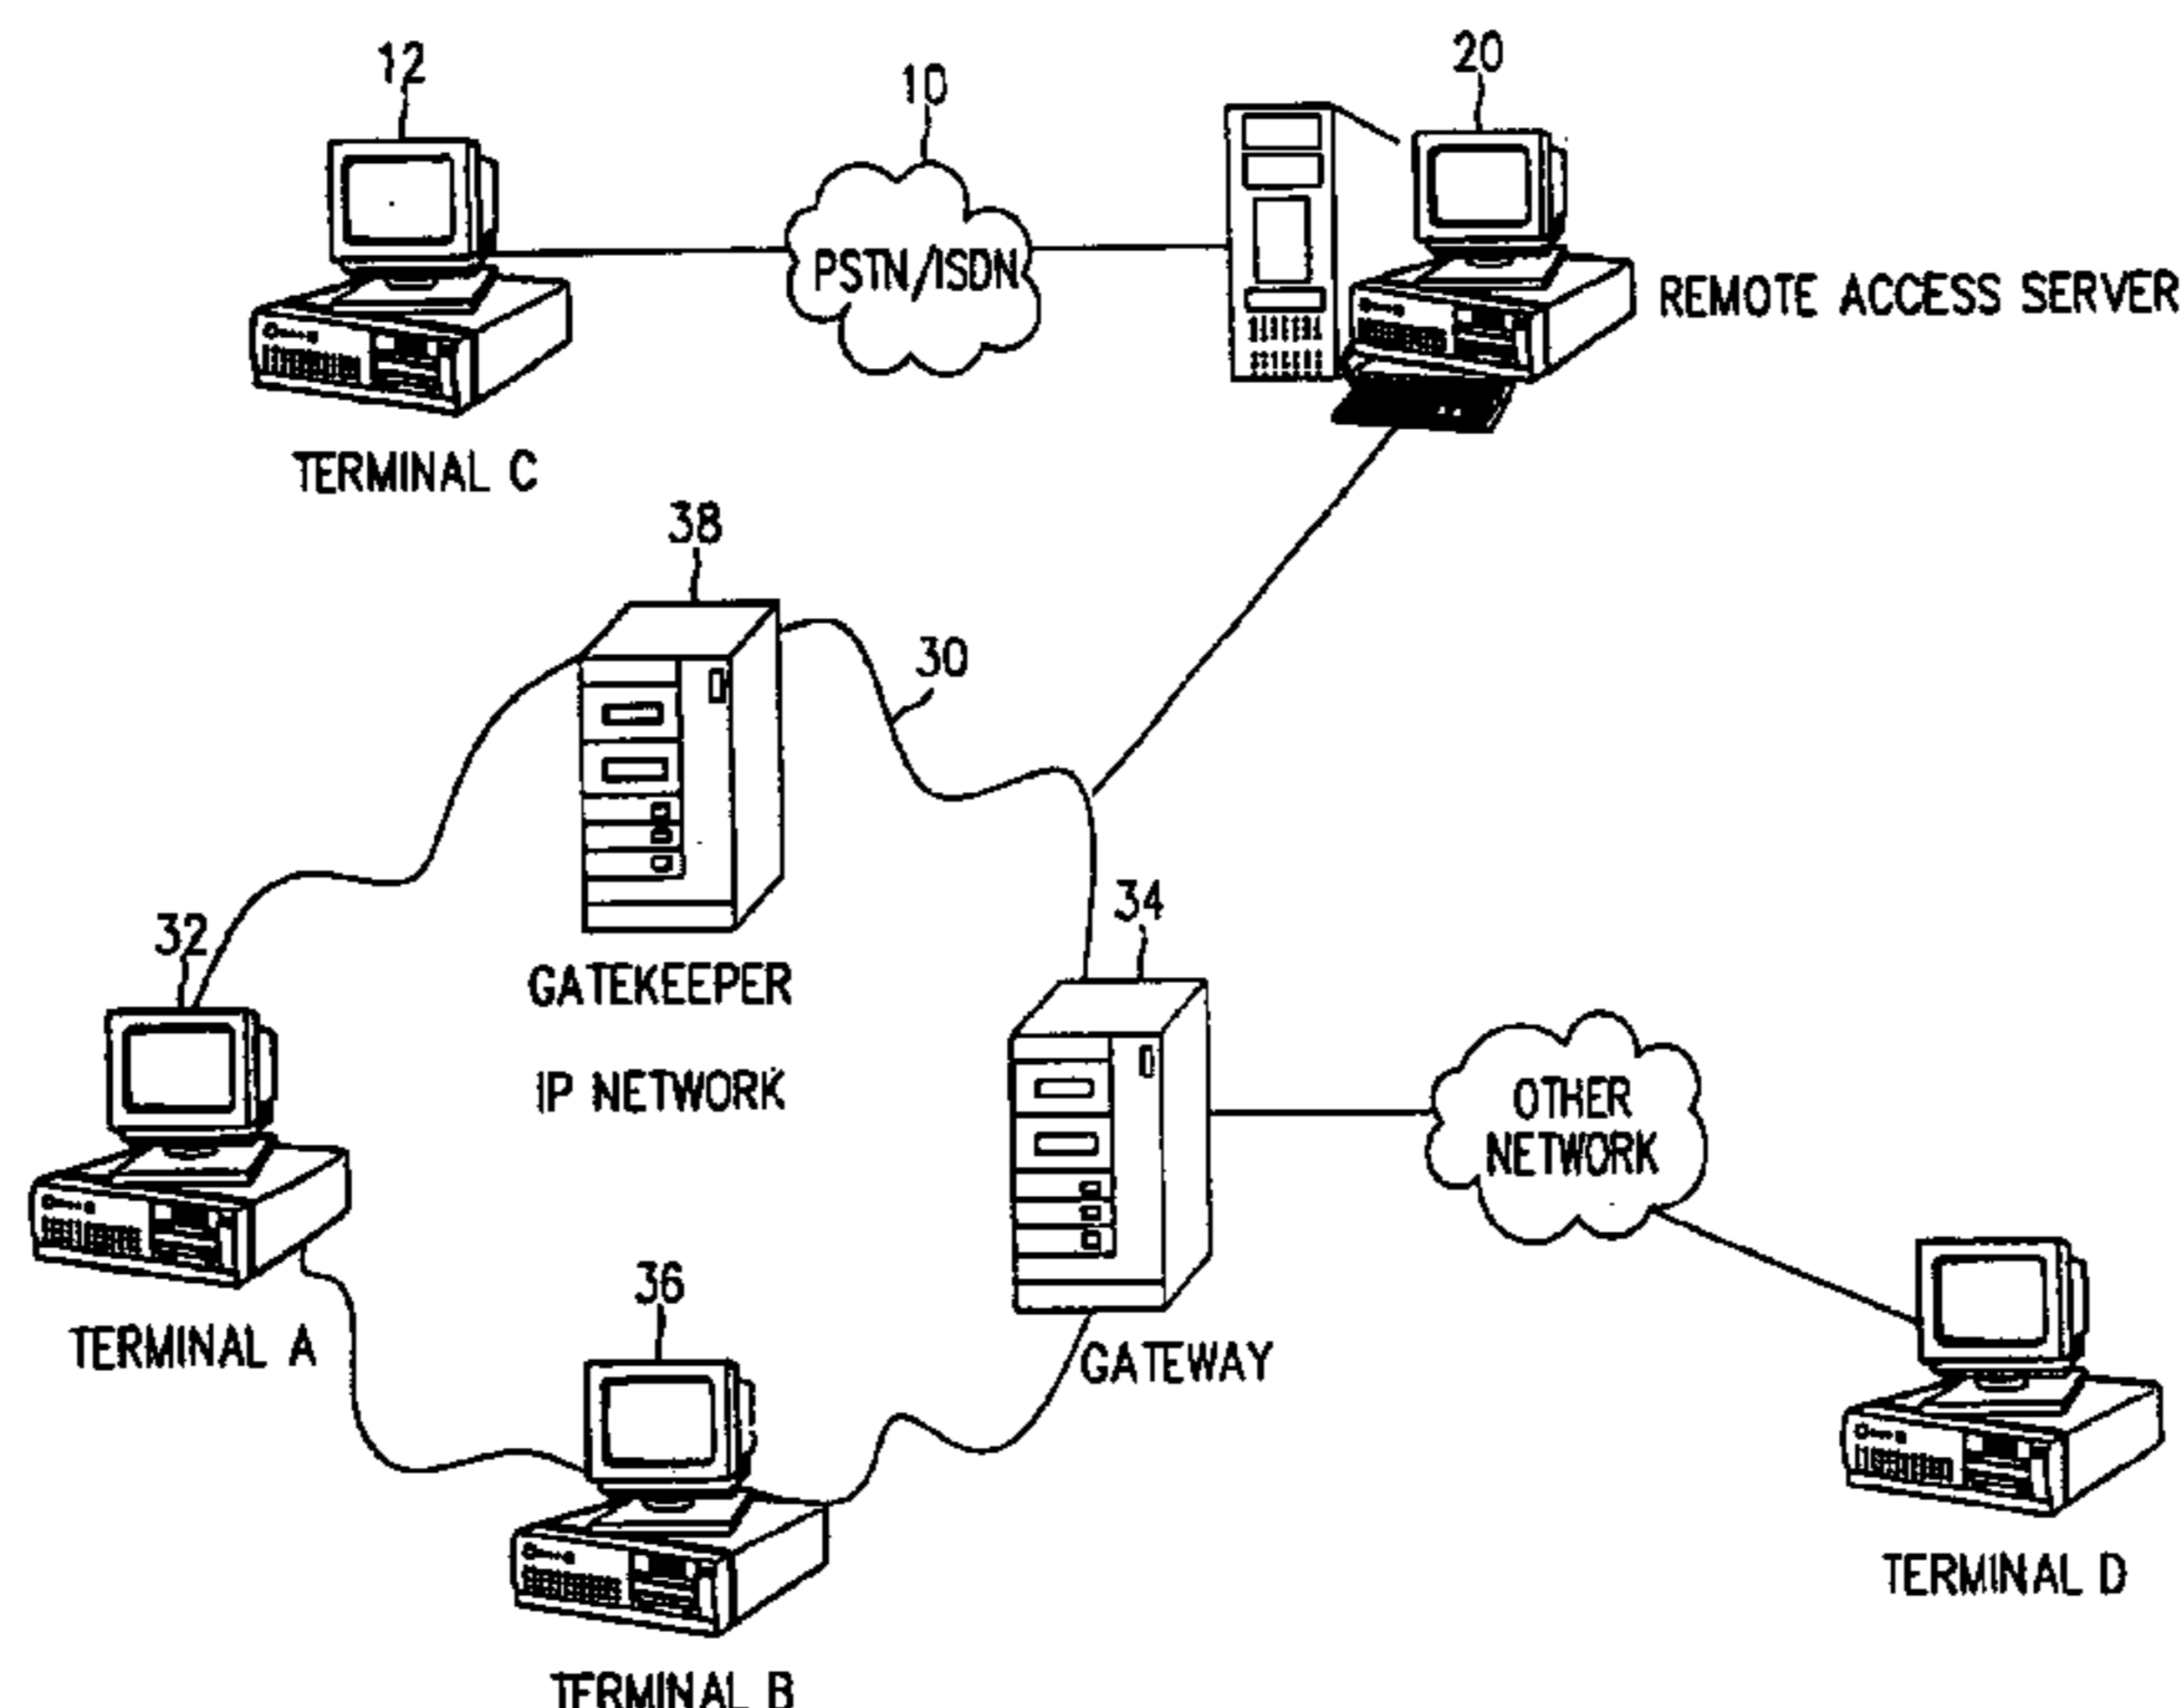 12
10
20
PSTN/ISDN
REMOTE ACCESS SERVER
TERMINAL C
38
30
34
32
GATEKEEPER
IP NETWORK
OTHER
NETWORK
36
TERMINAL A
GATEWAY
TERMINAL D
TERMINAL B